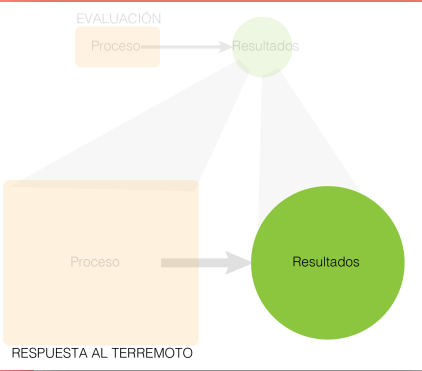 EVALUACIÓN
Proceso
Resultados
Proceso
Resultados
RESPUESTA AL TERREMOTO